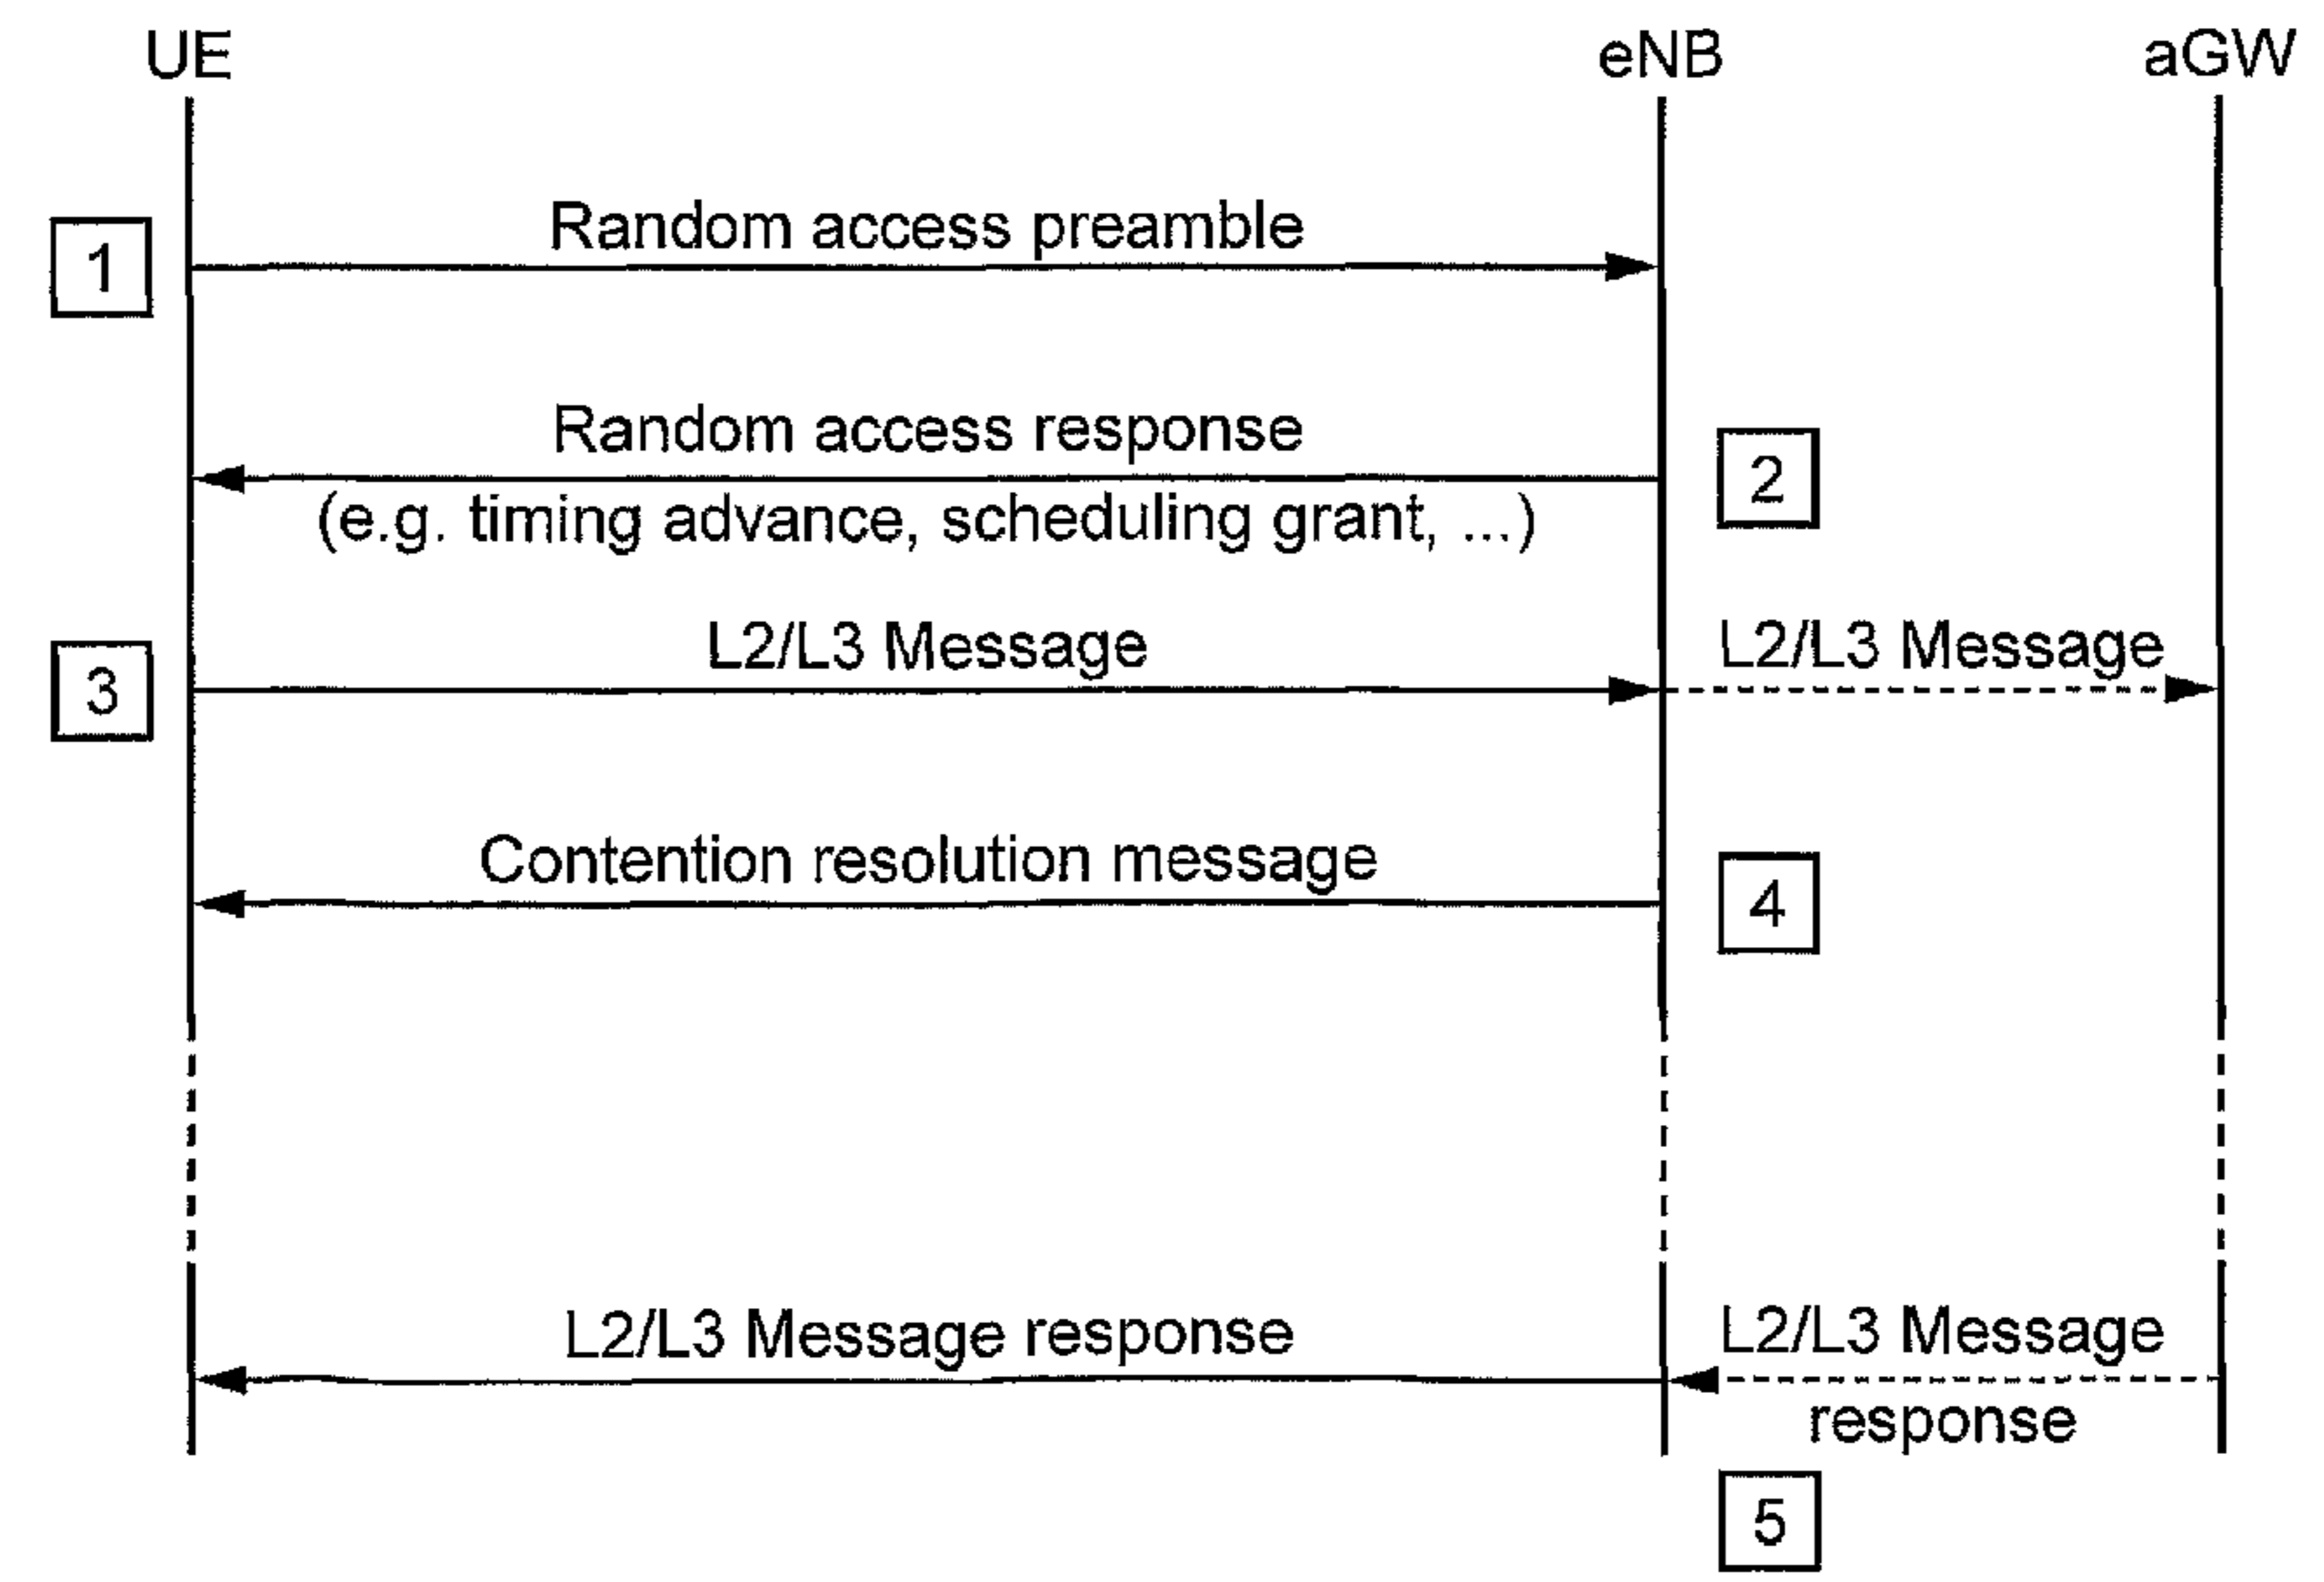 UE
eNB
aGW
1
Random access preamble
Random access response
2
(e.g. timing advance, scheduling grant, ...)
3
L2/L3 Message
L2/L3 Message
Contention resolution message
4
L2/L3 Message response
L2/L3 Message
response
5